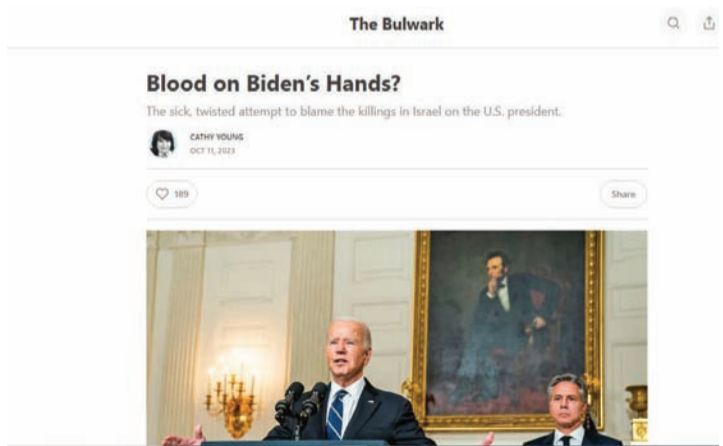 The Bulwark
Blood on Biden's Hands?
The sick, twisted attempt to blame the killings in Israel on the U.S. president.
CATHY YOUNG
OCT 11, 2023
189
Share